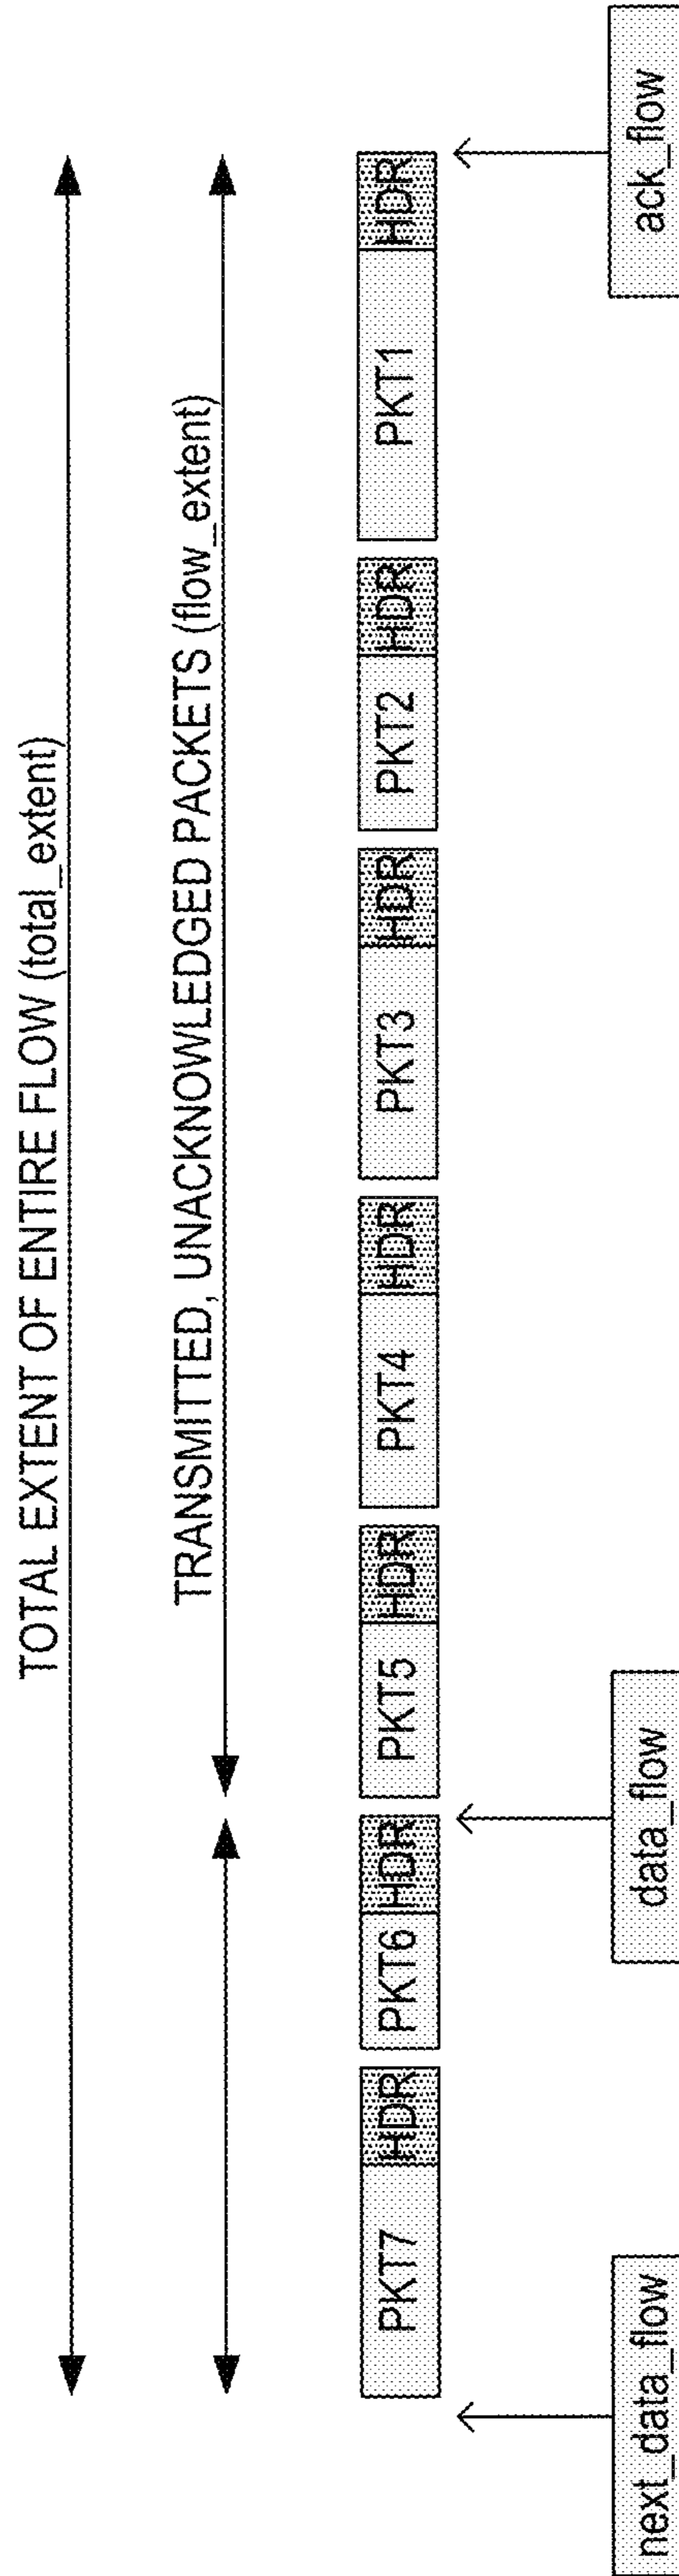 TOTAL EXTENT OF ENTIRE FLOW (total_extent)
TRANSMITTED, UNACKNOWLEDGED PACKETS (flow_extent)
PKT7 HDR PKT6 HDR PKT5 HDR PKT4 HDR PKT3 HDR PKT2 HDR PKT1 HDR
next_data_flow data_flow ack_flow